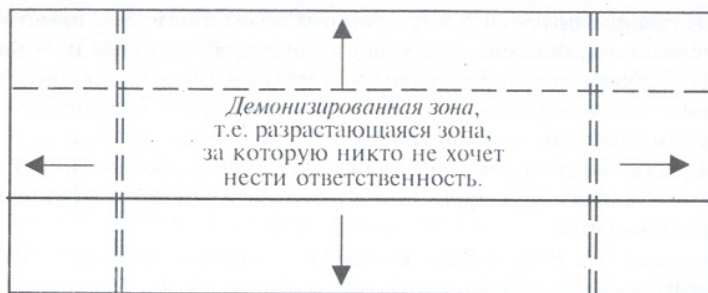 Демонизированная зона,
т.е. разрастающаяся зона,
за которую никто не хочет
нести ответственность.